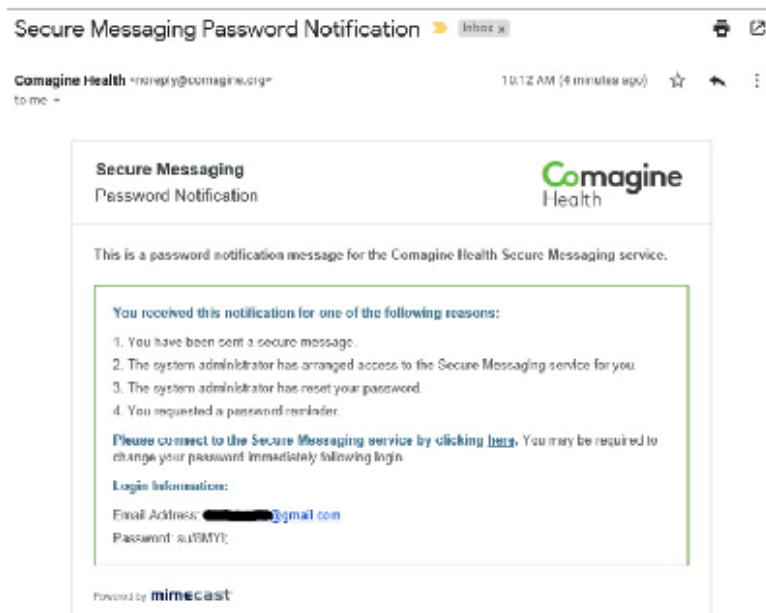 Secure Messaging Password Notification Inbox x
Comagine Health <noreply@comagine.org> 10:12 AM (4 minutes ago)
to me
Secure Messaging
Password Notification
Comagine
Health
This is a password notification message for the Comagine Health Secure Messaging service.
You received this notification for one of the following reasons:
1. You have been sent a secure message.
2. The system administrator has arranged access to the Secure Messaging service for you.
3. The system administrator has reset your password.
4. You requested a password reminder.
Please connect to the Secure Messaging service by clicking here. You may be required to
change your password immediately following login.
Login Information:
Email Address: @gmail.com
Password:
Powered by mimecast